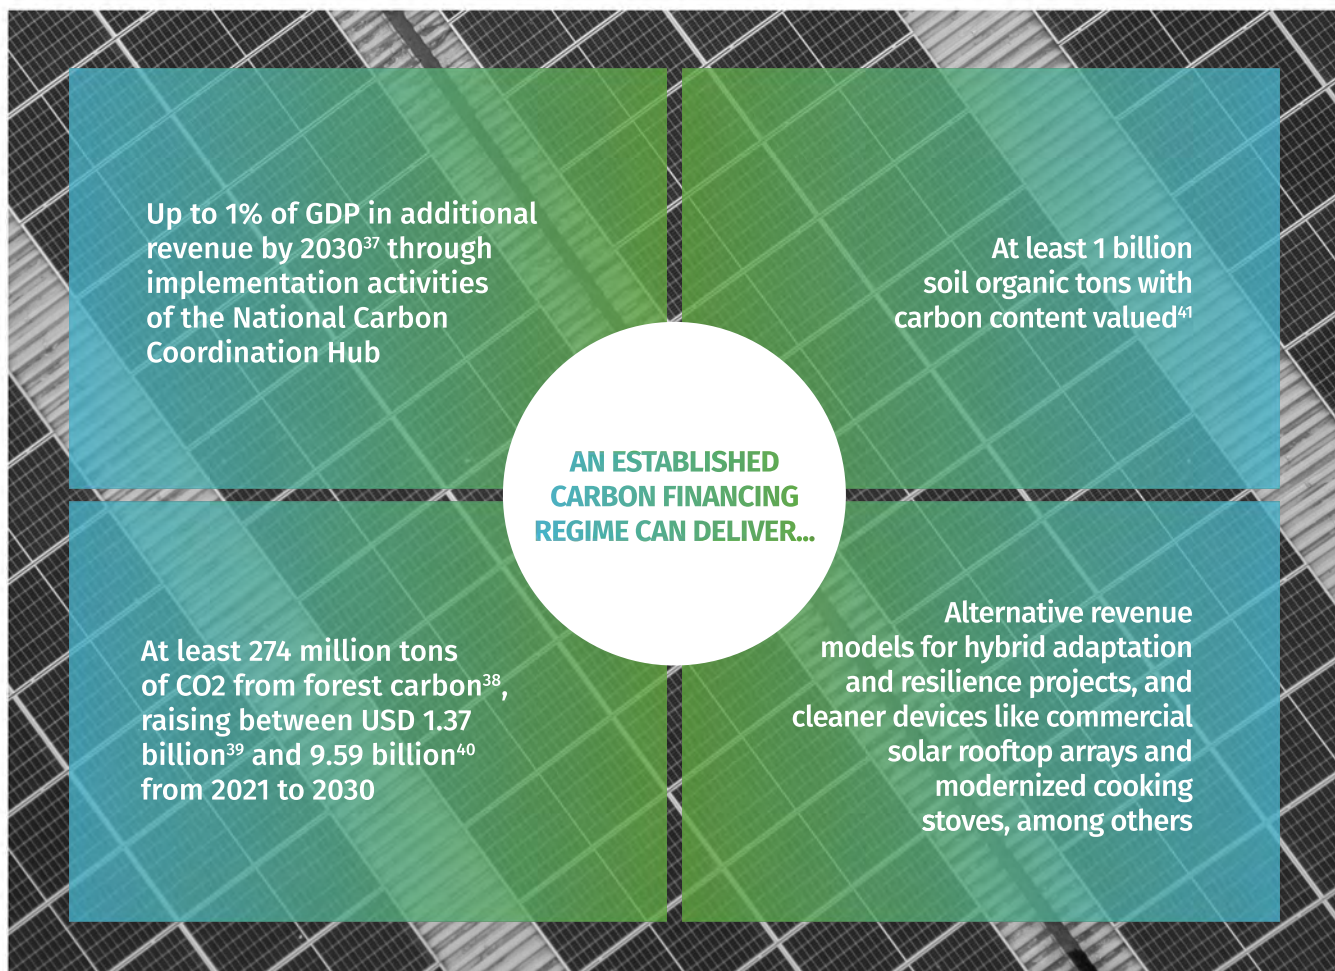 Up to 1% of GDP in additional
revenue by 2030³⁷ through
implementation activities
of the National Carbon
Coordination Hub
At least 1 billion
soil organic tons with
carbon content valued⁴¹
AN ESTABLISHED
CARBON FINANCING
REGIME CAN DELIVER...
At least 274 million tons
of CO2 from forest carbon³⁸,
raising between USD 1.37
billion³⁹ and 9.59 billion⁴⁰
from 2021 to 2030
Alternative revenue
models for hybrid adaptation
and resilience projects, and
cleaner devices like commercial
solar rooftop arrays and
modernized cooking
stoves, among others